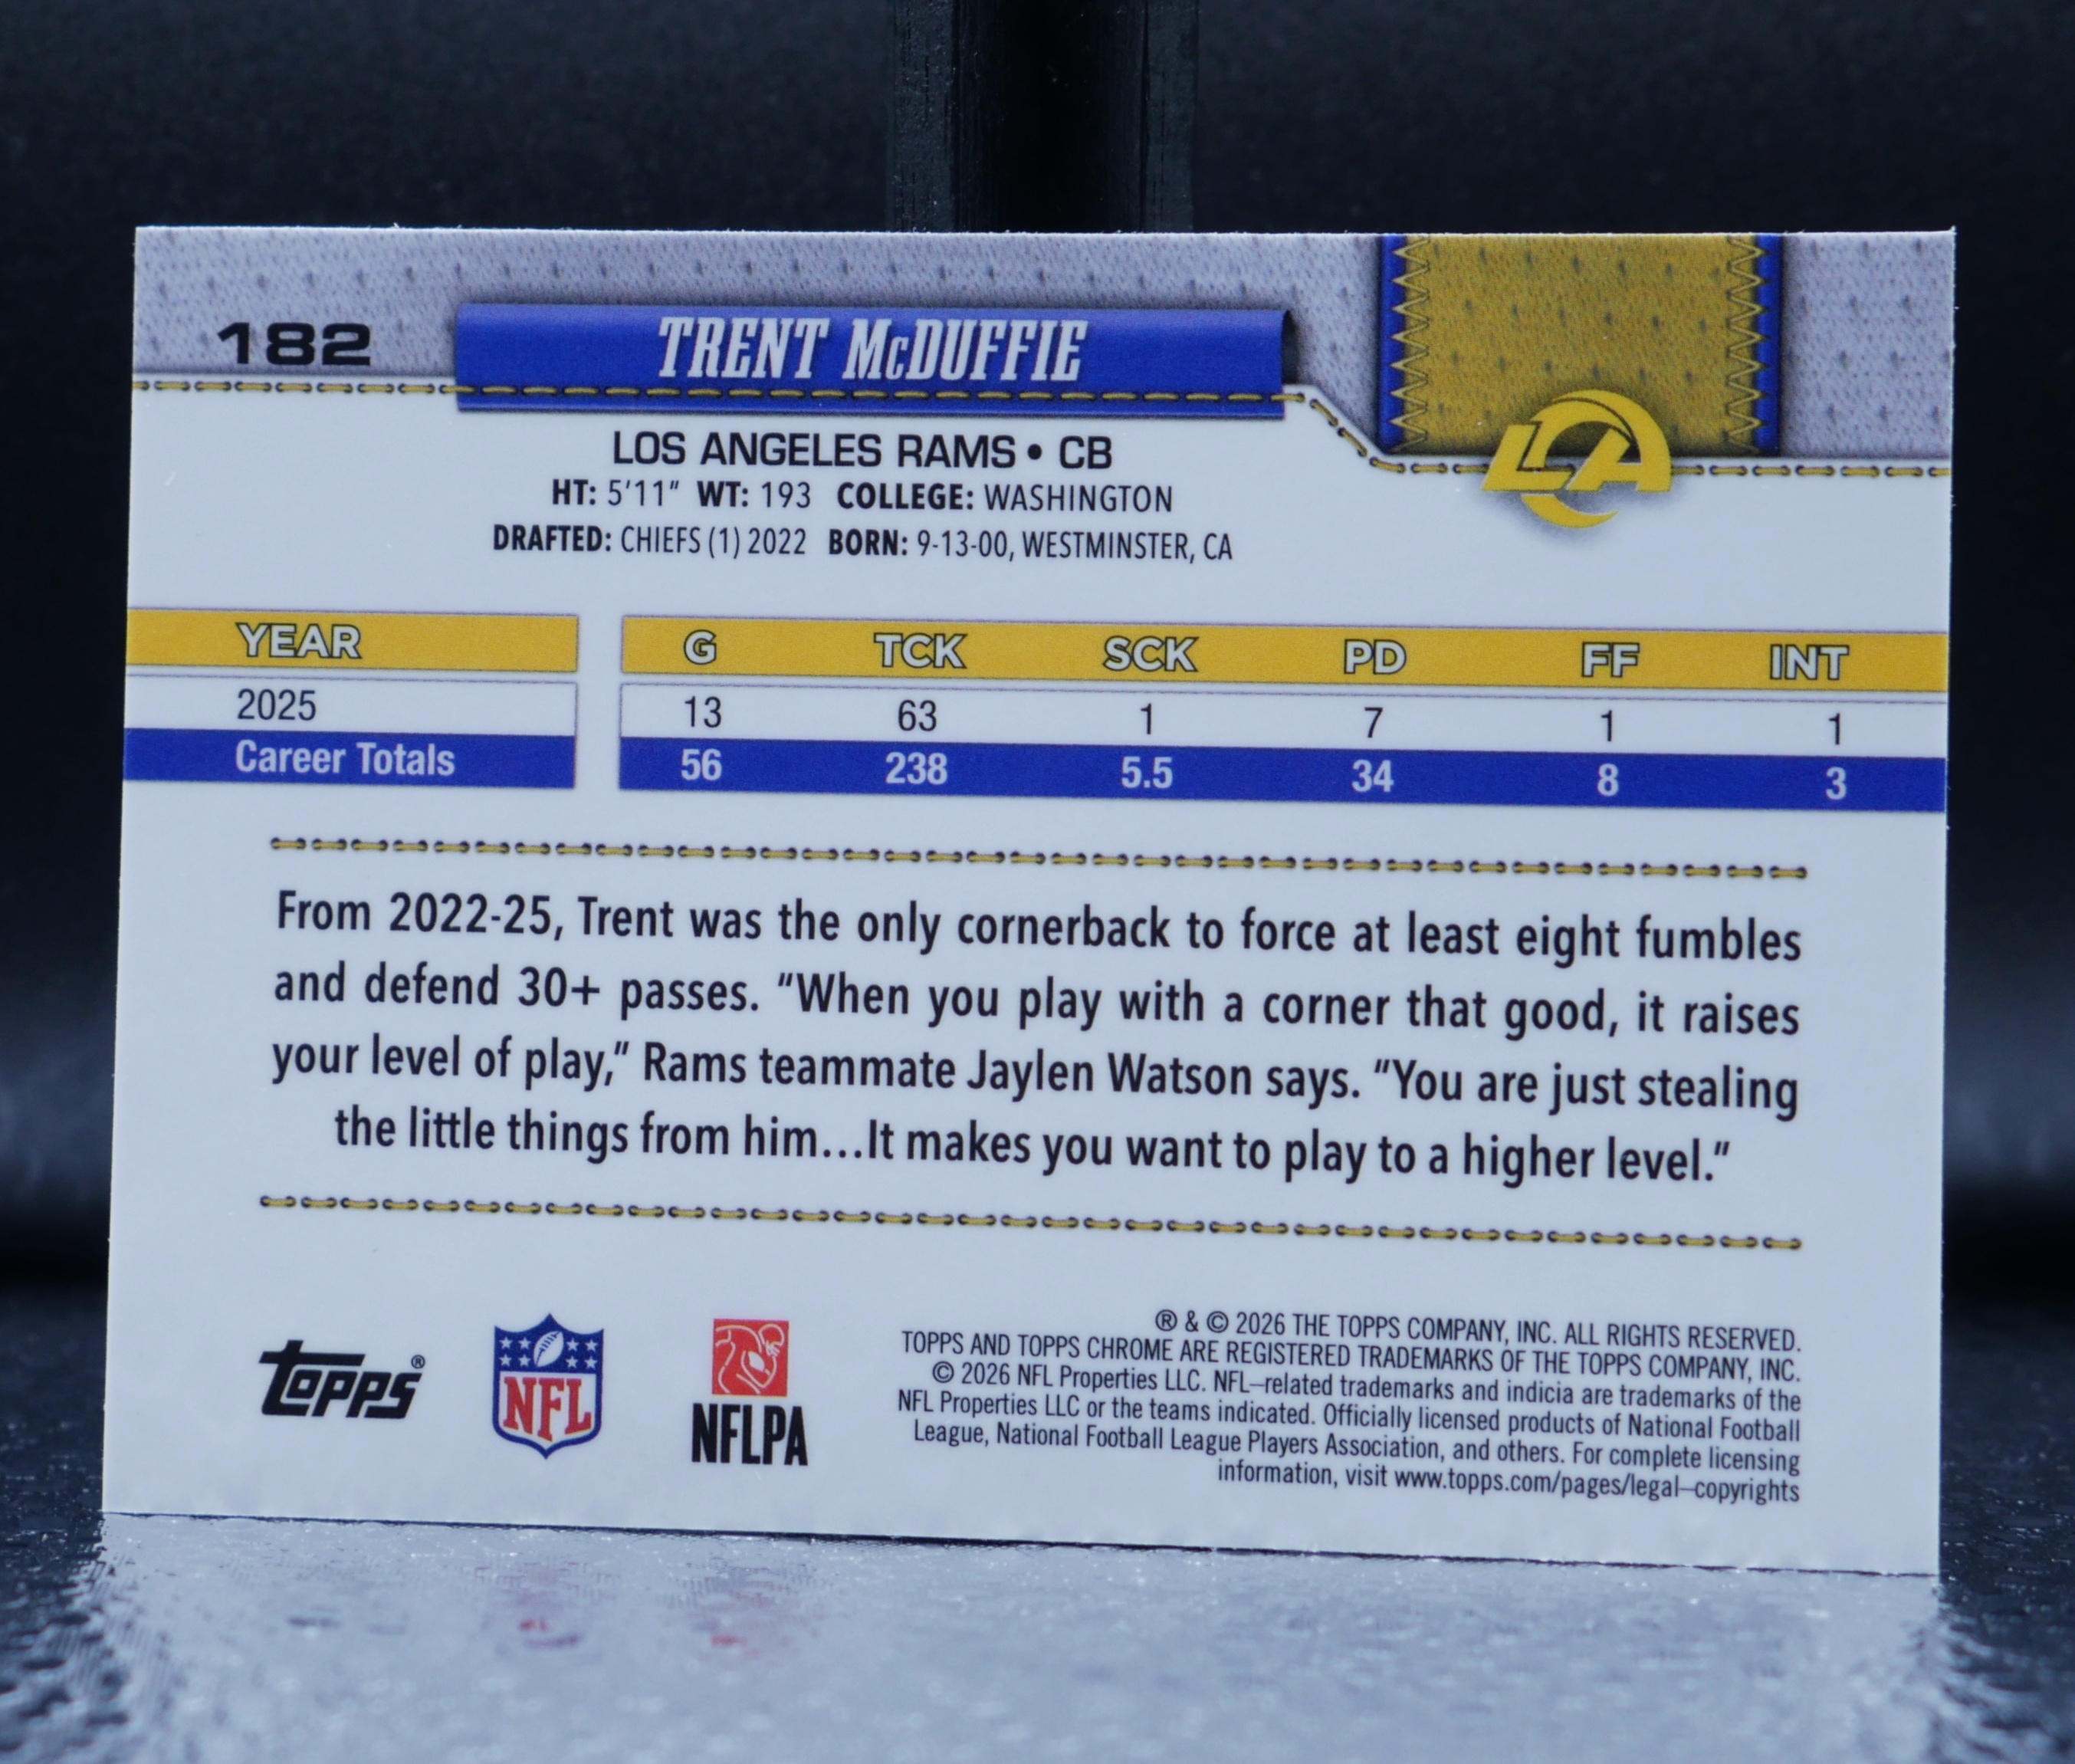 182
TRENT McDUFFIE
LA
LOS ANGELES RAMS • CB
HT: 5'11" WT: 193 COLLEGE: WASHINGTON
DRAFTED: CHIEFS (1) 2022 BORN: 9-13-00, WESTMINSTER, CA
YEAR G TCK SCK PD FF INT
2025 13 63 1 7 1 1
Career Totals 56 238 5.5 34 8 3
From 2022-25, Trent was the only cornerback to force at least eight fumbles
and defend 30+ passes. "When you play with a corner that good, it raises
your level of play," Rams teammate Jaylen Watson says. "You are just stealing
the little things from him...It makes you want to play to a higher level."
topps®
NFL
NFLPA
® & © 2026 THE TOPPS COMPANY, INC. ALL RIGHTS RESERVED.
TOPPS AND TOPPS CHROME ARE REGISTERED TRADEMARKS OF THE TOPPS COMPANY, INC.
© 2026 NFL Properties LLC. NFL–related trademarks and indicia are trademarks of the
NFL Properties LLC or the teams indicated. Officially licensed products of National Football
League, National Football League Players Association, and others. For complete licensing
information, visit www.topps.com/pages/legal–copyrights